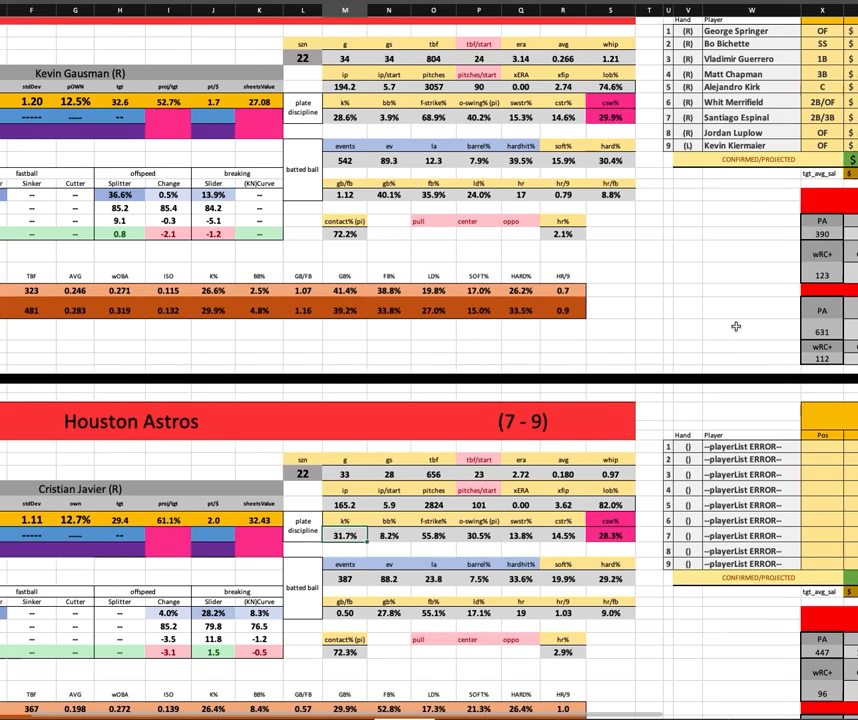 F G H I J K L M N O P Q R S T U V W X
Hand Player
szn g gs tbf tbf/start era avg whip 1 (R) George Springer OF $
22 34 34 804 24 3.14 0.266 1.21 2 (R) Bo Bichette SS $
ip ip/start pitches pitches/start xERA xfip lob% 3 (R) Vladimir Guerrero 1B $
Kevin Gausman (R) 194.2 5.7 3057 90 0.00 2.74 74.6% 4 (R) Matt Chapman 3B $
stdDev pOWN tgt proj/tgt pt/$ sheetsValue 5 (R) Alejandro Kirk C $
1.20 12.5% 32.6 52.7% 1.7 27.08 plate discipline k% bb% f-strike% o-swing% (pi) swstr% cstr% csw% 6 (R) Whit Merrifield 2B/OF $
----- ---- --- 28.6% 3.9% 68.9% 40.2% 15.3% 14.6% 29.9% 7 (R) Santiago Espinal 2B/3B $
8 (R) Jordan Luplow OF $
events ev la barrel% hardhit% soft% hard% 9 (L) Kevin Kiermaier OF $
542 89.3 12.3 7.9% 39.5% 15.9% 30.4% CONFIRMED/PROJECTED $
fastball offspeed breaking batted ball tgt_avg_sal $
Sinker Cutter Splitter Change Slider (KN)Curve gb/fb gb% fb% ld% hr hr/9 hr/fb
-- -- 36.6% 0.5% 13.9% -- 1.12 40.1% 35.9% 24.0% 17 0.79 8.8%
-- -- 85.2 85.4 84.2 --
-- -- 9.1 -0.3 -5.1 -- contact% (pi) pull center oppo hr% PA
-- -- 0.8 -2.1 -1.2 -- 72.2% 2.1% 390
wRC+
TBF AVG wOBA ISO K% BB% GB/FB GB% FB% LD% SOFT% HARD% HR/9 123
323 0.246 0.271 0.115 26.6% 2.5% 1.07 41.4% 38.8% 19.8% 17.0% 26.2% 0.7
481 0.283 0.319 0.132 29.9% 4.8% 1.16 39.2% 33.8% 27.0% 15.0% 33.5% 0.9 PA
631
wRC+
112
Houston Astros (7 - 9)
Hand Player Pos
1 () --playerList ERROR--
szn g gs tbf tbf/start era avg whip 2 () --playerList ERROR--
22 33 28 656 23 2.72 0.180 0.97 3 () --playerList ERROR--
Cristian Javier (R) ip ip/start pitches pitches/start xERA xfip lob% 4 () --playerList ERROR--
stdDev own tgt proj/tgt pt/$ sheetsValue 165.2 5.9 2824 101 0.00 3.62 82.0% 5 () --playerList ERROR--
1.11 12.7% 29.4 61.1% 2.0 32.43 plate discipline k% bb% f-strike% o-swing% (pi) swstr% cstr% csw% 6 () --playerList ERROR--
----- ---- --- 31.7% 8.2% 55.8% 30.5% 13.8% 14.5% 28.3% 7 () --playerList ERROR--
8 () --playerList ERROR--
events ev la barrel% hardhit% soft% hard% 9 () --playerList ERROR--
387 88.2 23.8 7.5% 33.6% 19.9% 29.2% CONFIRMED/PROJECTED $
fastball offspeed breaking batted ball tgt_avg_sal $
Sinker Cutter Splitter Change Slider (KN)Curve gb/fb gb% fb% ld% hr hr/9 hr/fb
-- -- -- 4.0% 28.2% 8.3% 0.50 27.8% 55.1% 17.1% 19 1.03 9.0%
-- -- -- 85.2 79.8 76.5
-- -- -- -3.5 11.8 -1.2 contact% (pi) pull center oppo hr% PA
-- -- -- -3.1 1.5 -0.5 72.3% 2.9% 447
wRC+
TBF AVG wOBA ISO K% BB% GB/FB GB% FB% LD% SOFT% HARD% HR/9 96
367 0.198 0.272 0.139 26.4% 8.4% 0.57 29.9% 52.8% 17.3% 21.3% 26.4% 1.0 PA